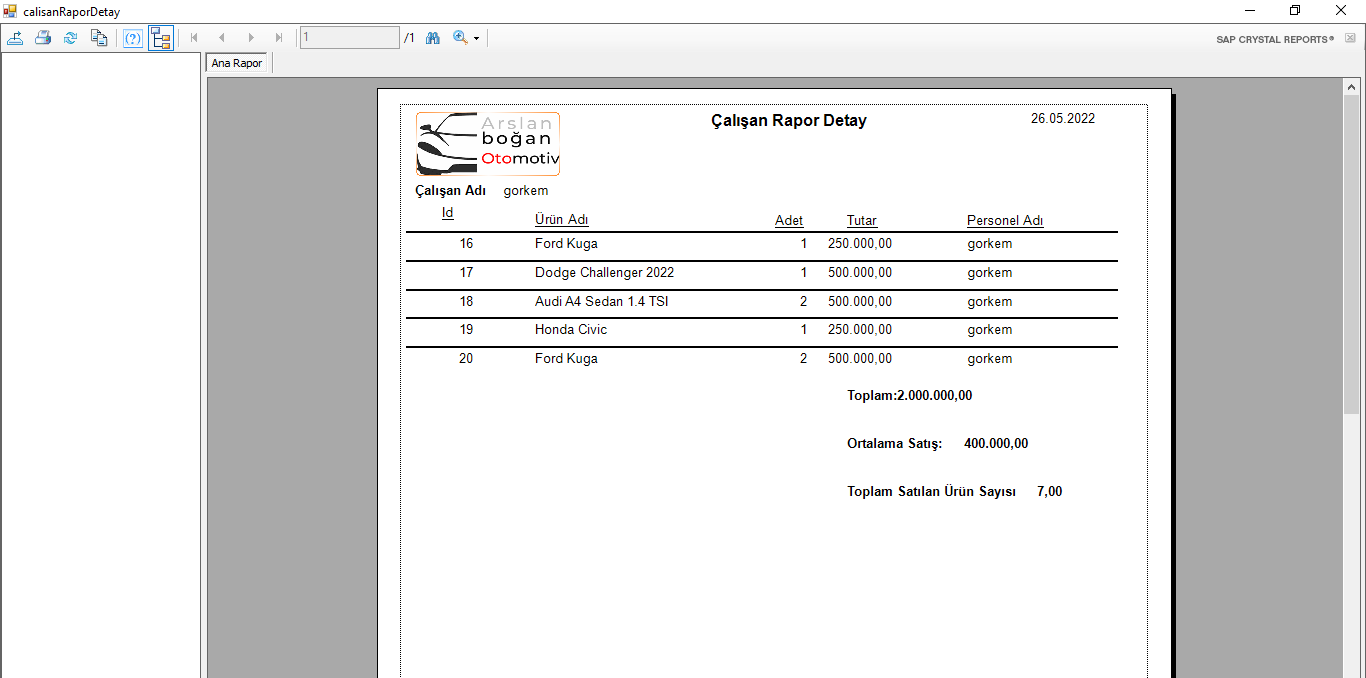 calisanRaporDetay
1 /1
SAP CRYSTAL REPORTS®
Ana Rapor
Arslan
boğan
Otomotiv
Çalışan Rapor Detay 26.05.2022
Çalışan Adı gorkem
Id Ürün Adı Adet Tutar Personel Adı
16 Ford Kuga 1 250.000,00 gorkem
17 Dodge Challenger 2022 1 500.000,00 gorkem
18 Audi A4 Sedan 1.4 TSI 2 500.000,00 gorkem
19 Honda Civic 1 250.000,00 gorkem
20 Ford Kuga 2 500.000,00 gorkem
Toplam:2.000.000,00
Ortalama Satış: 400.000,00
Toplam Satılan Ürün Sayısı 7,00